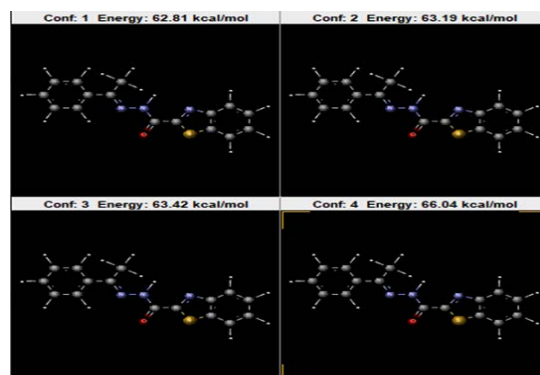 Conf: 1 Energy: 62.81 kcal/mol
Conf: 2 Energy: 63.19 kcal/mol
Conf: 3 Energy: 63.42 kcal/mol
Conf: 4 Energy: 66.04 kcal/mol